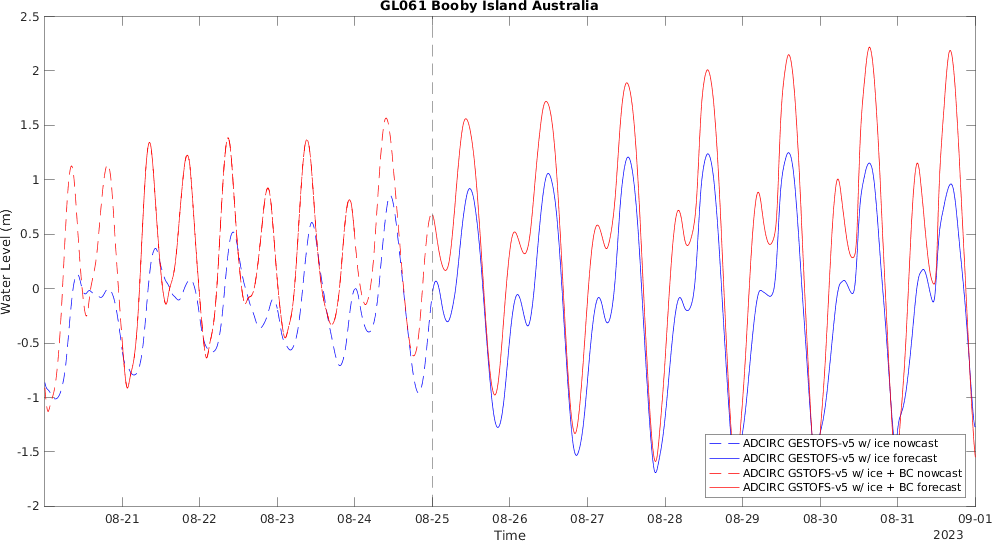 GL061 Booby Island Australia
2.5
2
1.5
1
0.5
0
-0.5
-1
-1.5
-2
Water Level (m)
ADCIRC GESTOFS-v5 w/ ice nowcast
ADCIRC GESTOFS-v5 w/ ice forecast
ADCIRC GSTOFS-v5 w/ ice + BC nowcast
ADCIRC GSTOFS-v5 w/ ice + BC forecast
08-21 08-22 08-23 08-24 08-25 08-26 08-27 08-28 08-29 08-30 08-31 09-01
Time
2023